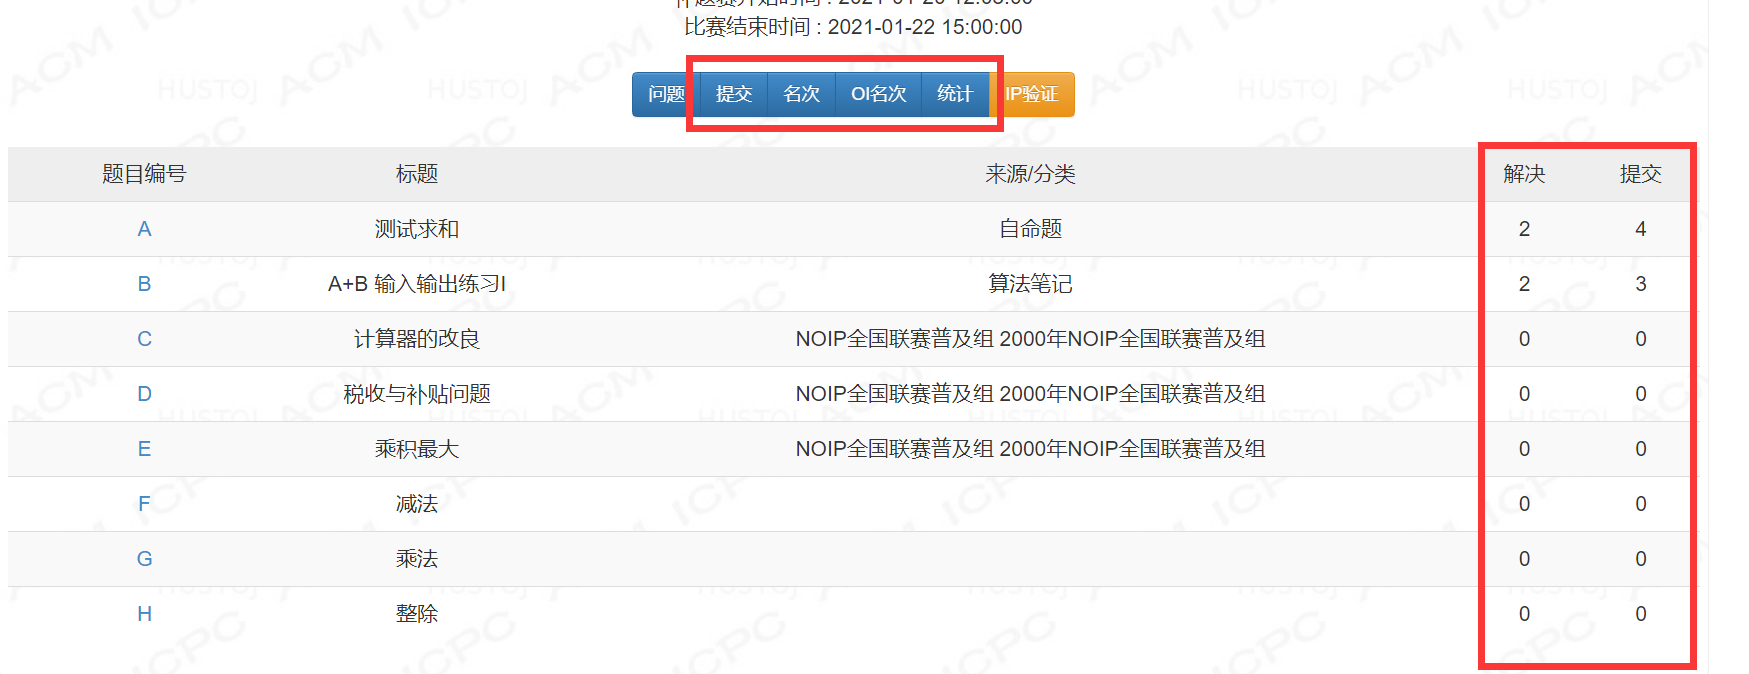 比赛结束时间 : 2021-01-22 15:00:00
问题 提交 名次 OI名次 统计 IP验证
题目编号 标题 来源/分类 解决 提交
A 测试求和 自命题 2 4
B A+B 输入输出练习I 算法笔记 2 3
C 计算器的改良 NOIP全国联赛普及组 2000年NOIP全国联赛普及组 0 0
D 税收与补贴问题 NOIP全国联赛普及组 2000年NOIP全国联赛普及组 0 0
E 乘积最大 NOIP全国联赛普及组 2000年NOIP全国联赛普及组 0 0
F 减法 0 0
G 乘法 0 0
H 整除 0 0